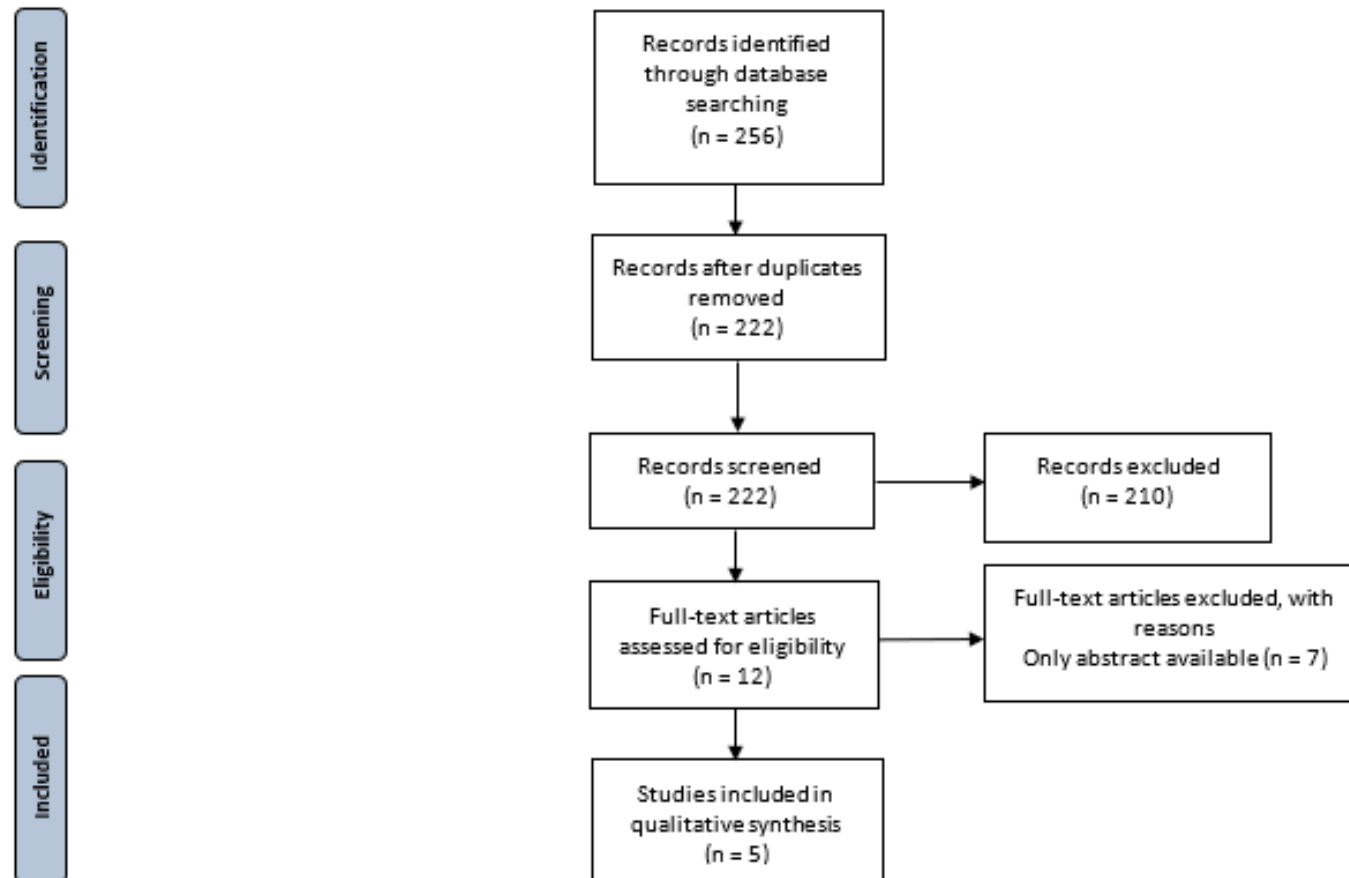 Identification
Records identified
through database
searching
(n = 256)
Screening
Records after duplicates
removed
(n = 222)
Records screened
(n = 222)
Records excluded
(n = 210)
Eligibility
Full-text articles
assessed for eligibility
(n = 12)
Full-text articles excluded, with
reasons
Only abstract available (n = 7)
Included
Studies included in
qualitative synthesis
(n = 5)